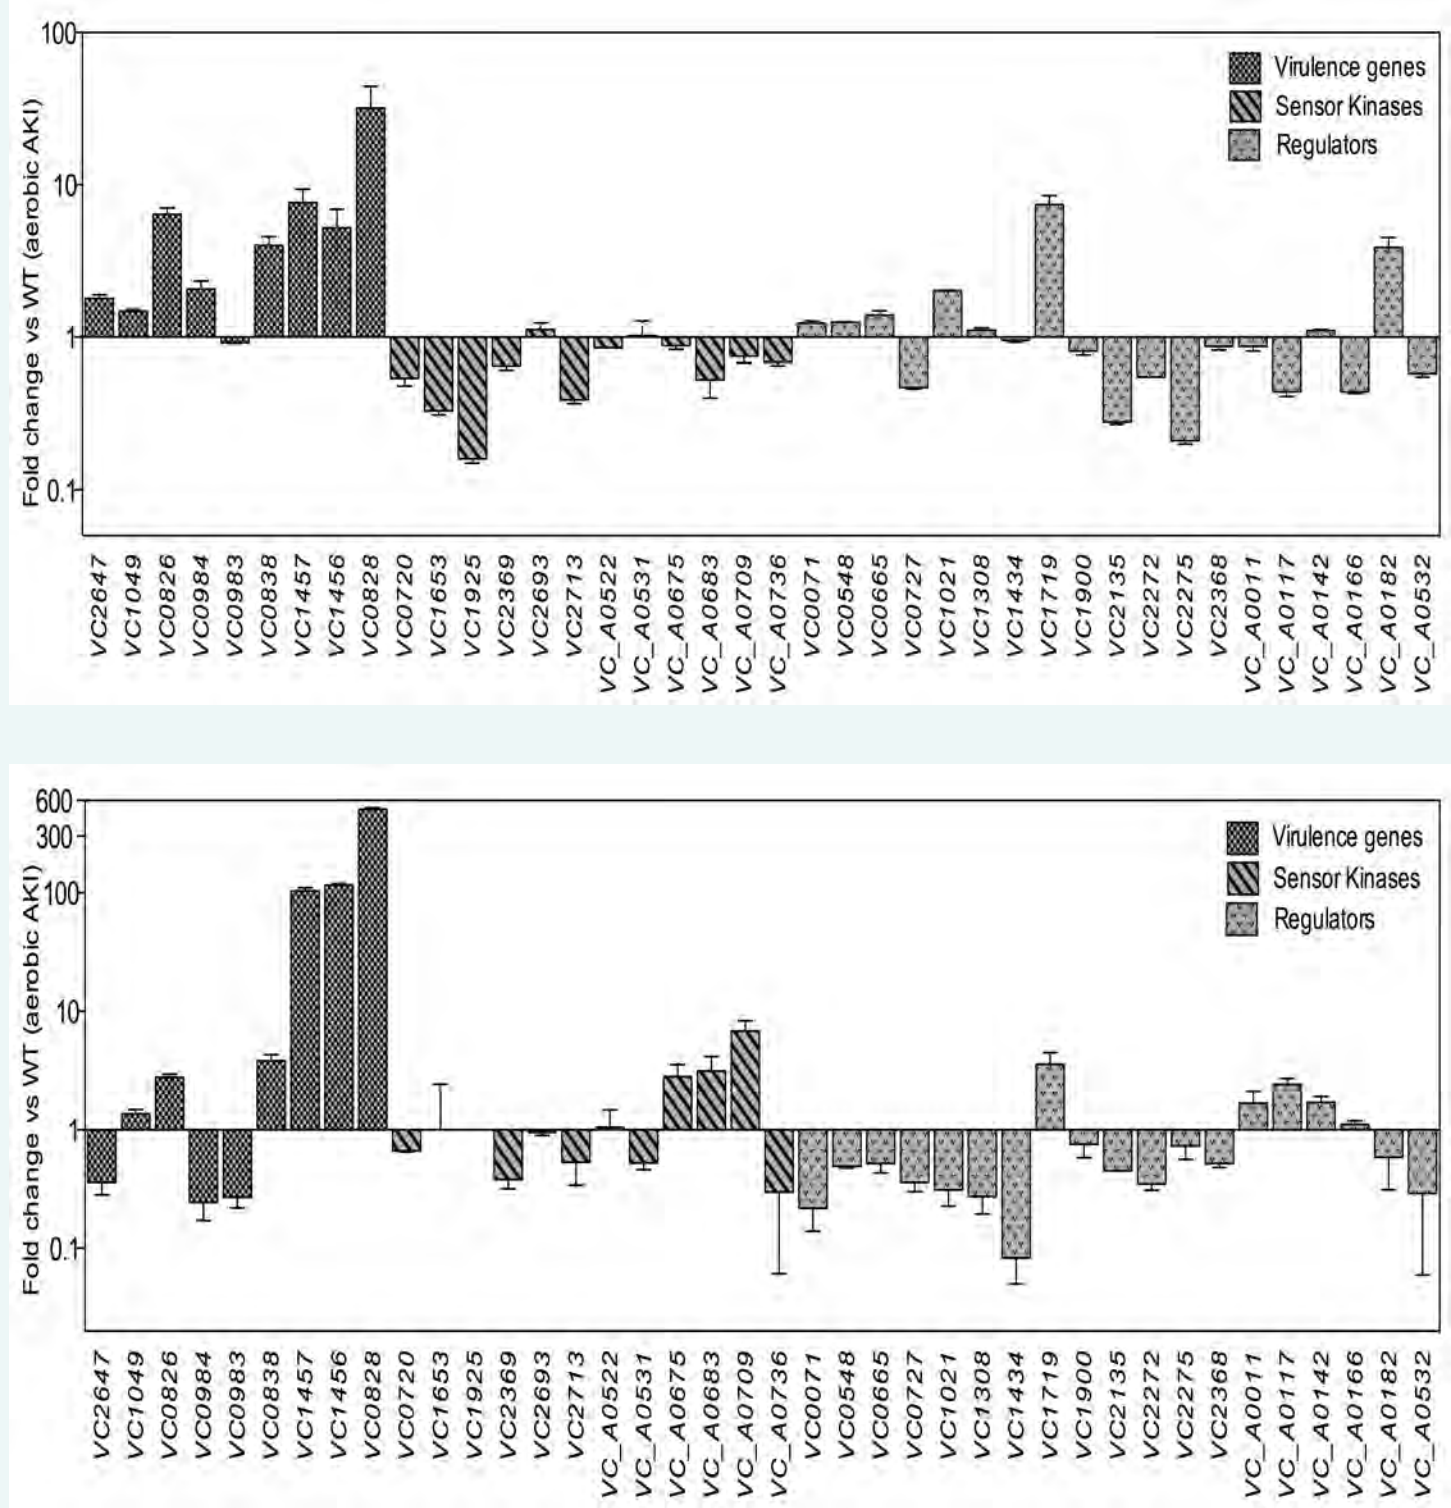 100
10
1
0.1
Fold change vs WT (aerobic AKI)
Virulence genes
Sensor Kinases
Regulators
VC2647
VC1049
VC0826
VC0984
VC0983
VC0838
VC1457
VC1456
VC0828
VC0720
VC1653
VC1925
VC2369
VC2693
VC2713
VC_A0522
VC_A0531
VC_A0675
VC_A0683
VC_A0709
VC_A0736
VC0071
VC0548
VC0665
VC0727
VC1021
VC1308
VC1434
VC1719
VC1900
VC2135
VC2272
VC2275
VC2368
VC_A0011
VC_A0117
VC_A0142
VC_A0166
VC_A0182
VC_A0532
600
300
100
10
1
0.1
Fold change vs WT (aerobic AKI)
Virulence genes
Sensor Kinases
Regulators
VC2647
VC1049
VC0826
VC0984
VC0983
VC0838
VC1457
VC1456
VC0828
VC0720
VC1653
VC1925
VC2369
VC2693
VC2713
VC_A0522
VC_A0531
VC_A0675
VC_A0683
VC_A0709
VC_A0736
VC0071
VC0548
VC0665
VC0727
VC1021
VC1308
VC1434
VC1719
VC1900
VC2135
VC2272
VC2275
VC2368
VC_A0011
VC_A0117
VC_A0142
VC_A0166
VC_A0182
VC_A0532